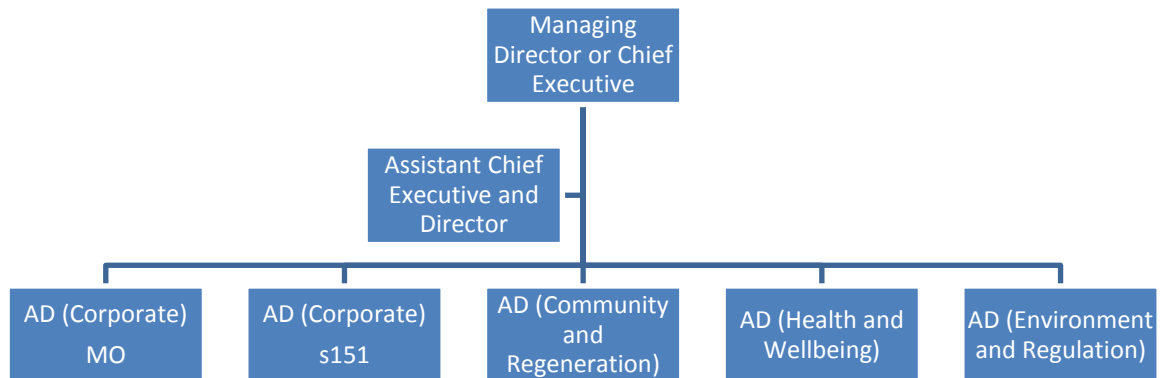 Managing
Director or Chief
Executive
Assistant Chief
Executive and
Director
AD (Corporate)
MO
AD (Corporate)
s151
AD (Community
and
Regeneration)
AD (Health and
Wellbeing)
AD (Environment
and Regulation)